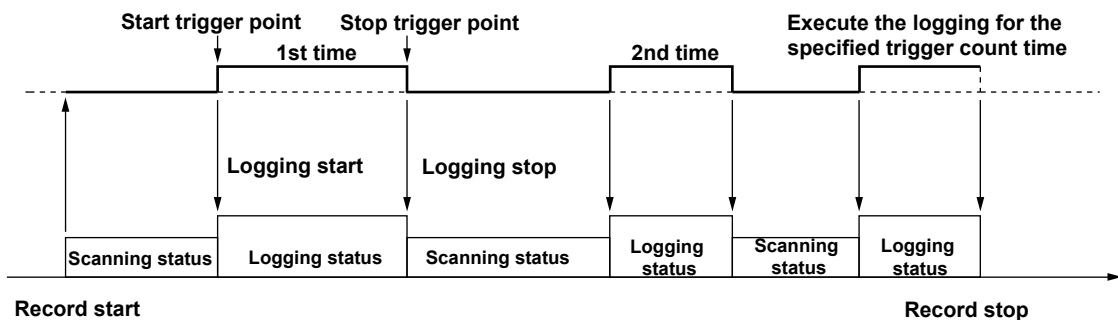 Start trigger point
Stop trigger point
Execute the logging for the
specified trigger count time
1st time
2nd time
Logging start
Logging stop
Scanning status
Logging status
Scanning status
Logging
status
Scanning
status
Logging
status
Record start
Record stop